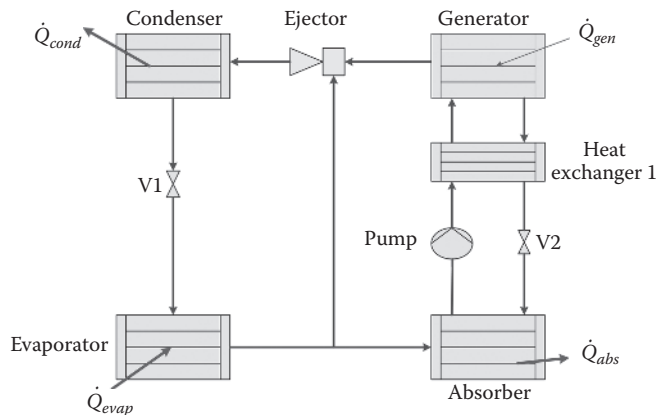 Condenser
Ejector
Generator
Q̇cond
Q̇gen
Heat
exchanger 1
V1
Pump
V2
Evaporator
Q̇evap
Q̇abs
Absorber